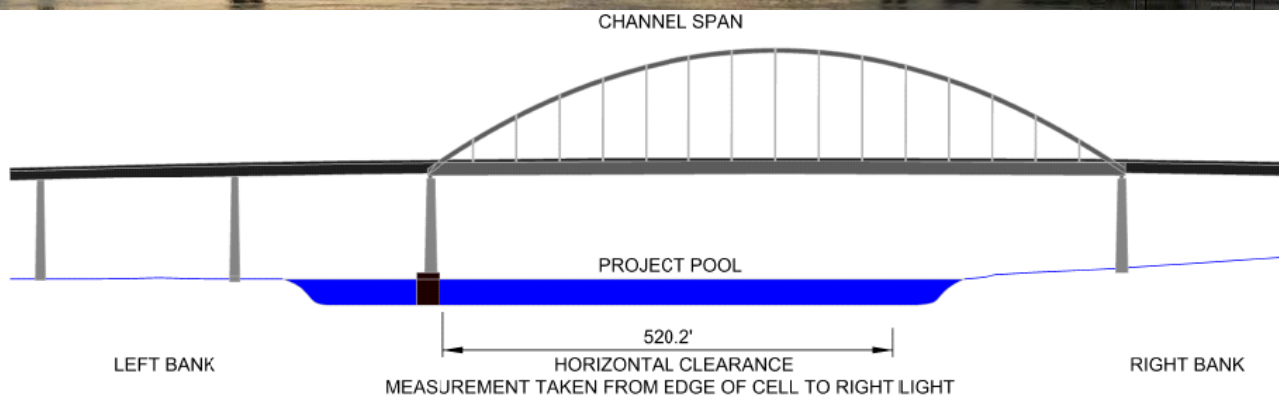 CHANNEL SPAN
PROJECT POOL
520.2'
LEFT BANK
HORIZONTAL CLEARANCE
RIGHT BANK
MEASUREMENT TAKEN FROM EDGE OF CELL TO RIGHT LIGHT